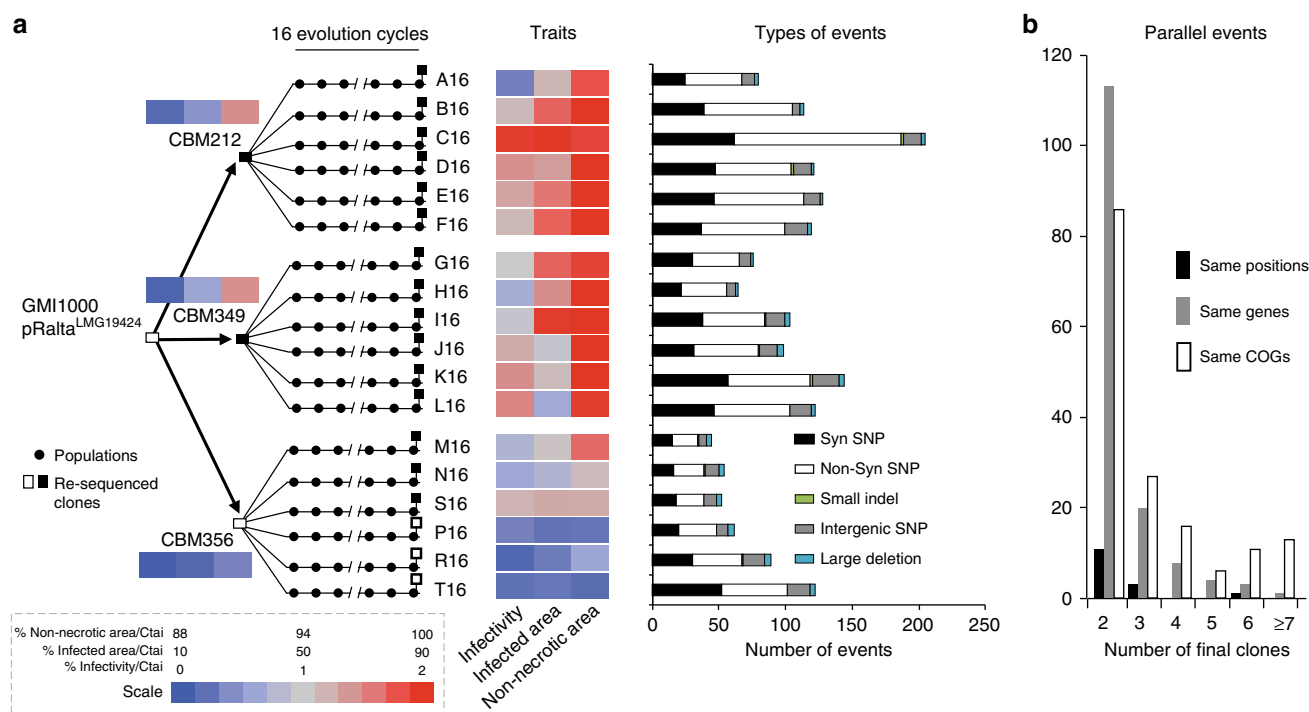 a
16 evolution cycles
Traits
Types of events
A16
B16
C16
D16
E16
F16
G16
H16
I16
J16
K16
L16
M16
N16
S16
P16
R16
T16
CBM212
CBM349
CBM356
GMI1000
pRalta^LMG19424
Populations
Re-sequenced
clones
% Non-necrotic area/Ctai 88 94 100
% Infected area/Ctai 10 50 90
% Infectivity/Ctai 0 1 2
Scale
Infectivity
Infected area
Non-necrotic area
Syn SNP
Non-Syn SNP
Small indel
Intergenic SNP
Large deletion
0 50 100 150 200 250
Number of events
b
Parallel events
120
100
80
60
40
20
0
Same positions
Same genes
Same COGs
2 3 4 5 6 ≥7
Number of final clones